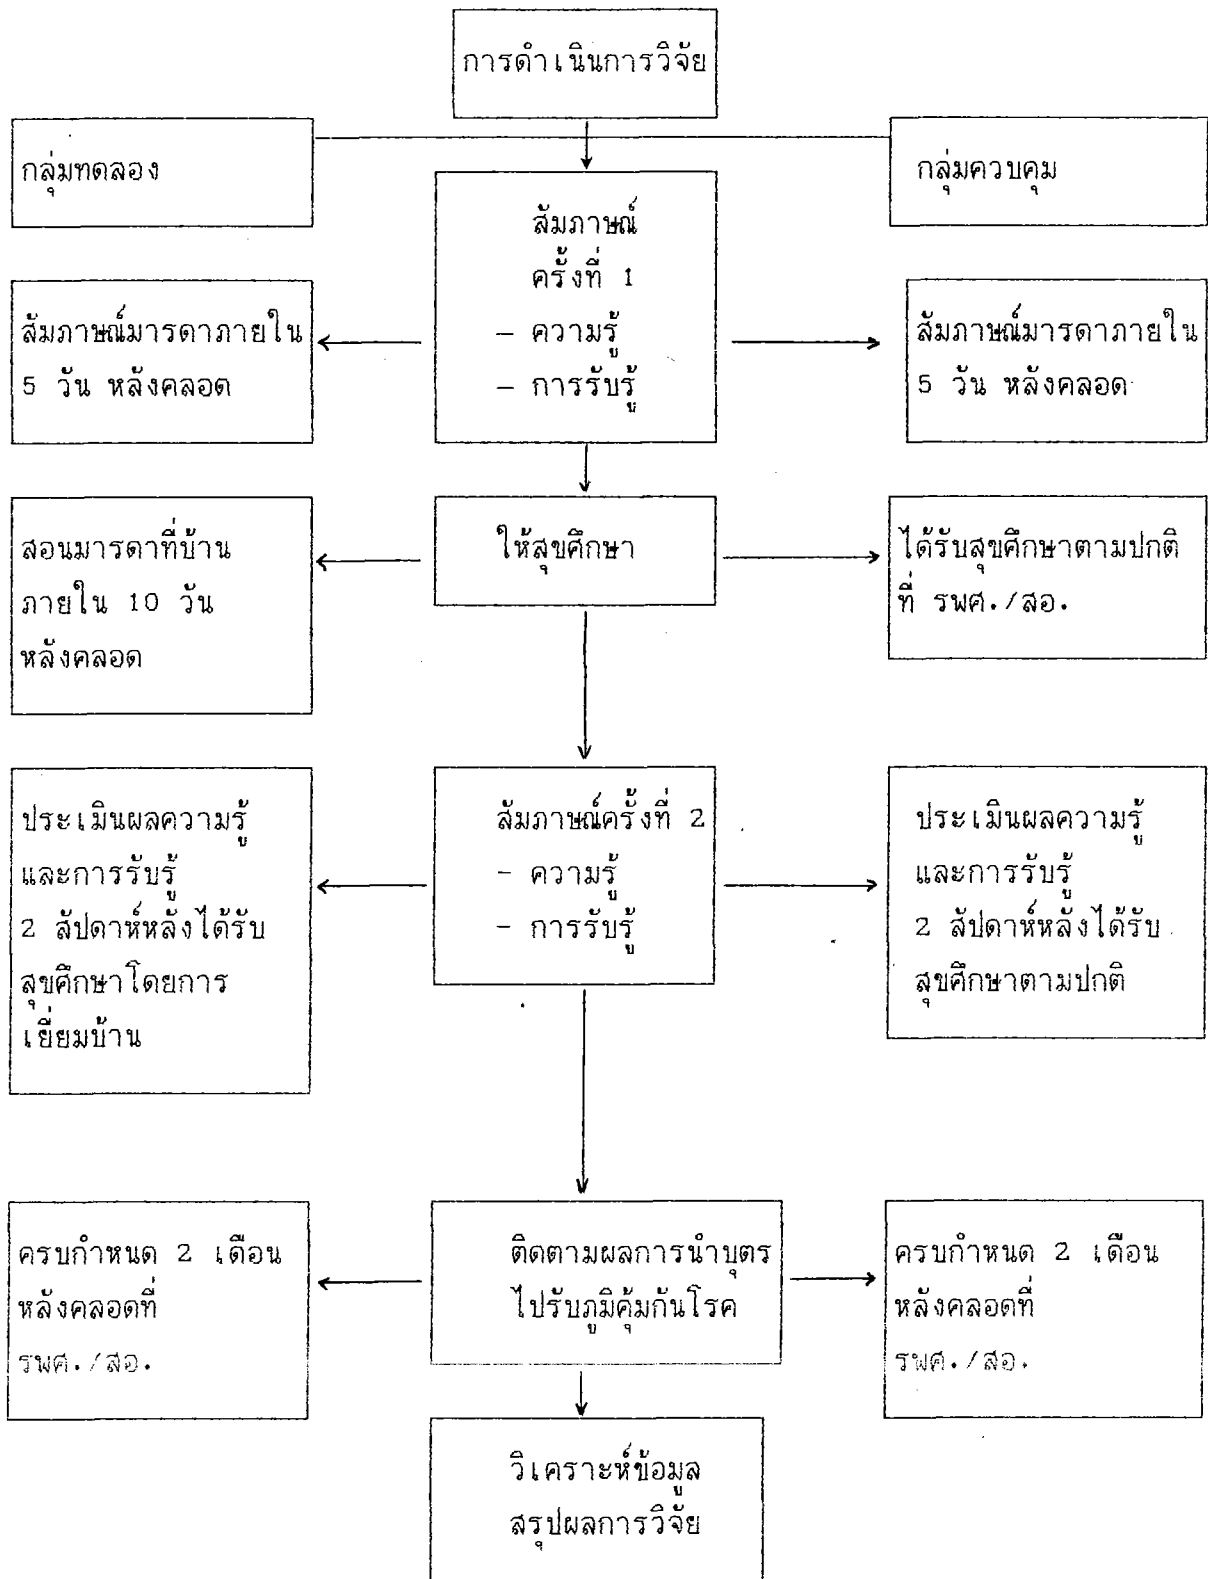 การดำเนินการวิจัย
กลุ่มทดลอง
กลุ่มควบคุม
สัมภาษณ์
ครั้งที่ 1
- ความรู้
- การรับรู้
สัมภาษณ์มารดาภายใน
5 วัน หลังคลอด
สัมภาษณ์มารดาภายใน
5 วัน หลังคลอด
สอนมารดาที่บ้าน
ภายใน 10 วัน
หลังคลอด
ให้สุขศึกษา
ได้รับสุขศึกษาตามปกติ
ที่ รพศ./สอ.
ประเมินผลความรู้
และการรับรู้
2 สัปดาห์หลังได้รับ
สุขศึกษาโดยการ
เยี่ยมบ้าน
สัมภาษณ์ครั้งที่ 2
- ความรู้
- การรับรู้
ประเมินผลความรู้
และการรับรู้
2 สัปดาห์หลังได้รับ
สุขศึกษาตามปกติ
ครบกำหนด 2 เดือน
หลังคลอดที่
รพศ./สอ.
ติดตามผลการนำบุตร
ไปรับภูมิคุ้มกันโรค
ครบกำหนด 2 เดือน
หลังคลอดที่
รพศ./สอ.
วิเคราะห์ข้อมูล
สรุปผลการวิจัย